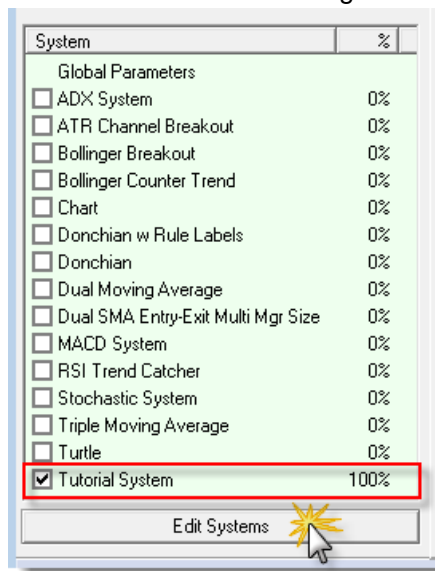 System %
Global Parameters
ADX System 0%
ATR Channel Breakout 0%
Bollinger Breakout 0%
Bollinger Counter Trend 0%
Chart 0%
Donchian w Rule Labels 0%
Donchian 0%
Dual Moving Average 0%
Dual SMA Entry-Exit Multi Mgr Size 0%
MACD System 0%
RSI Trend Catcher 0%
Stochastic System 0%
Triple Moving Average 0%
Turtle 0%
Tutorial System 100%
Edit Systems